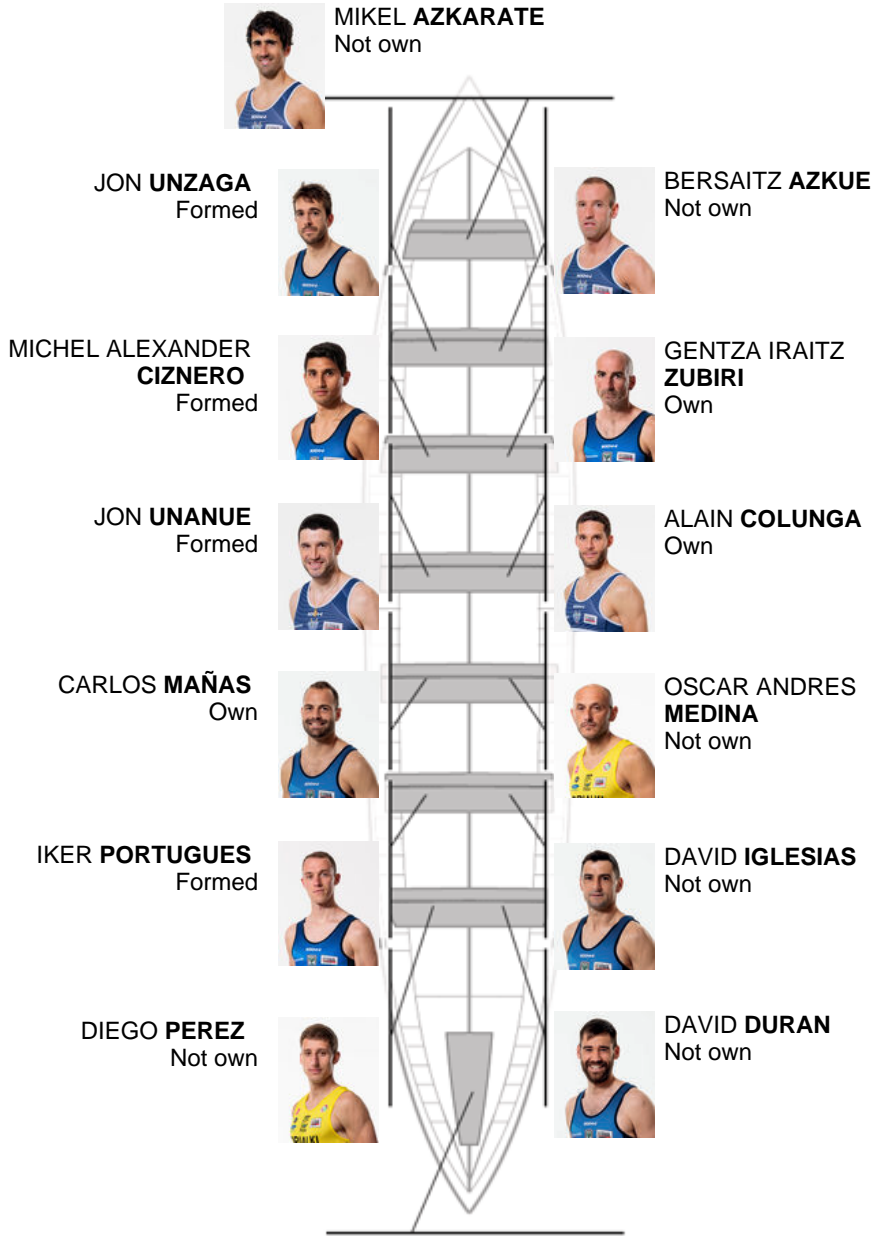 MIKEL AZKARATE
Not own
JON UNZAGA
Formed
BERSAITZ AZKUE
Not own
MICHEL ALEXANDER
CIZNERO
Formed
GENTZA IRAITZ
ZUBIRI
Own
JON UNANUE
Formed
ALAIN COLUNGA
Own
CARLOS MAÑAS
Own
OSCAR ANDRES
MEDINA
Not own
IKER PORTUGUES
Formed
DAVID IGLESIAS
Not own
DIEGO PEREZ
Not own
DAVID DURAN
Not own